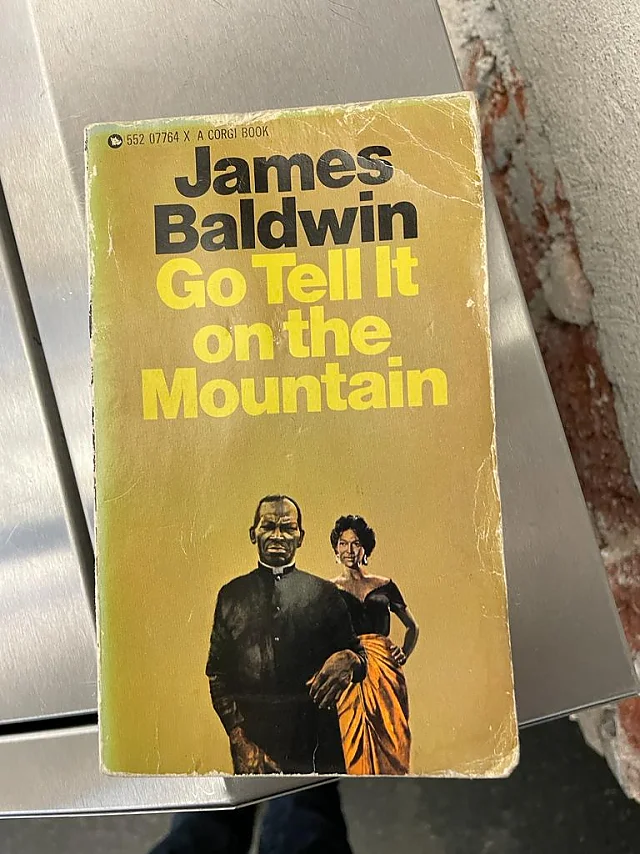 552 07764 X A CORGI BOOK
James
Baldwin
Go Tell It
on the
Mountain